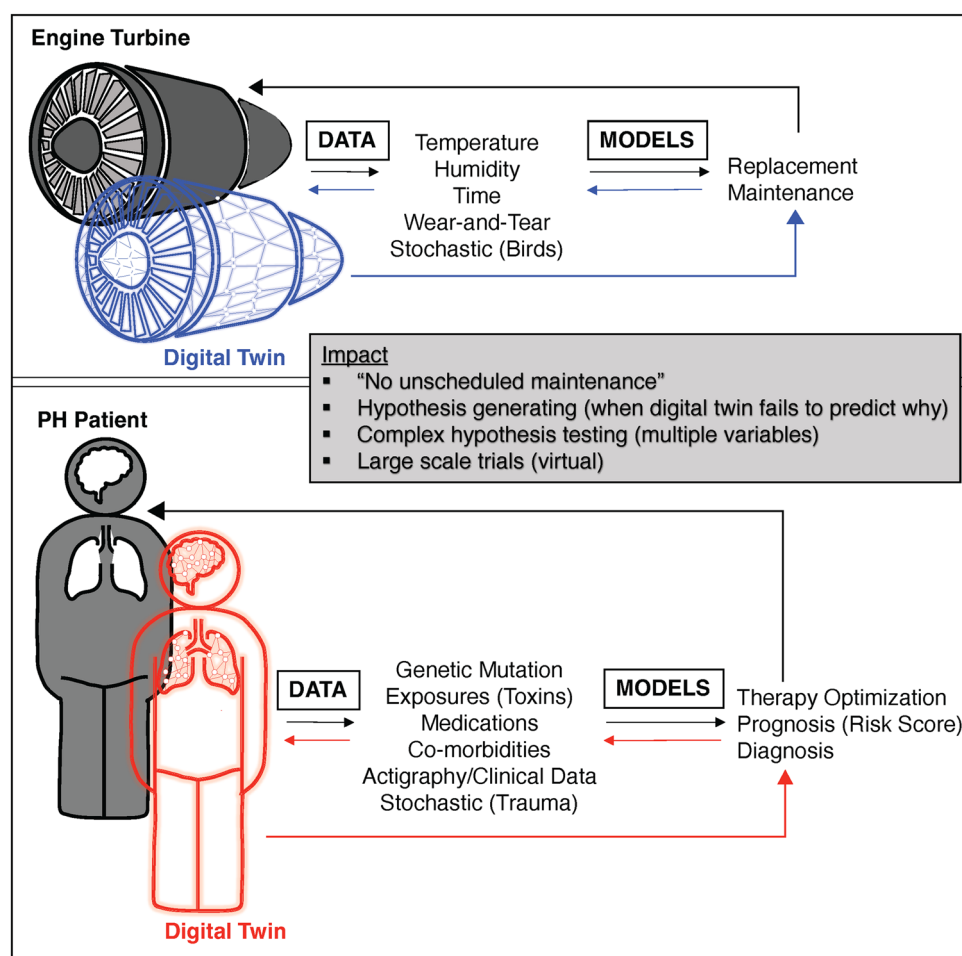 Engine Turbine
DATA
Temperature
Humidity
Time
Wear-and-Tear
Stochastic (Birds)
MODELS
Replacement
Maintenance
Digital Twin
Impact
▪ “No unscheduled maintenance”
▪ Hypothesis generating (when digital twin fails to predict why)
▪ Complex hypothesis testing (multiple variables)
▪ Large scale trials (virtual)
PH Patient
DATA
Genetic Mutation
Exposures (Toxins)
Medications
Co-morbidities
Actigraphy/Clinical Data
Stochastic (Trauma)
MODELS
Therapy Optimization
Prognosis (Risk Score)
Diagnosis
Digital Twin